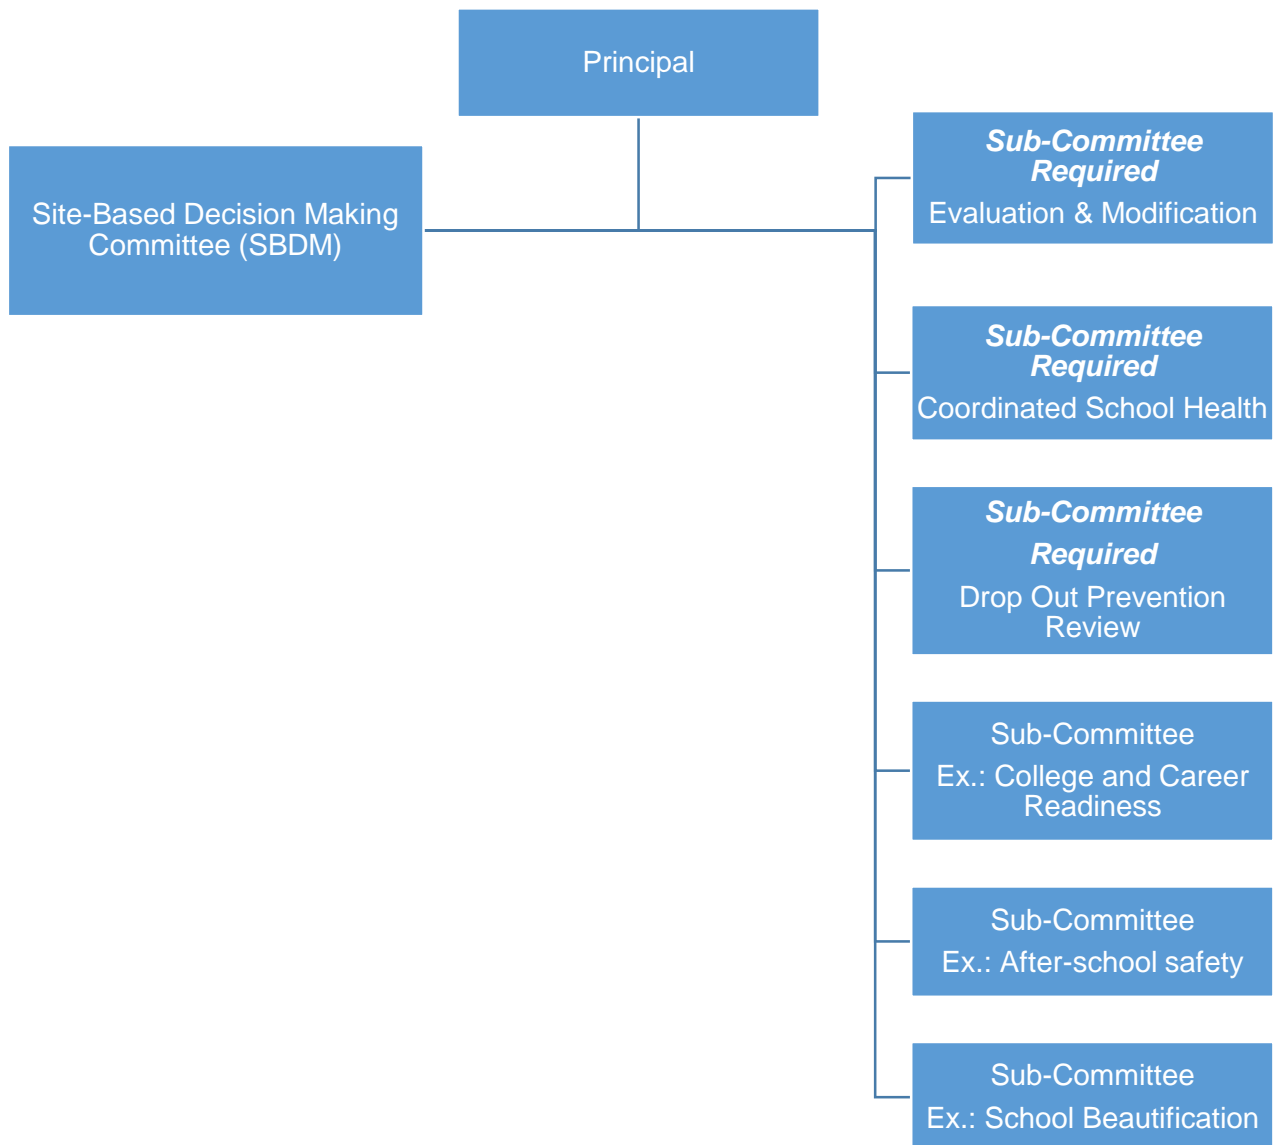 Principal
Site-Based Decision Making
Committee (SBDM)
Sub-Committee
Required
Evaluation & Modification
Sub-Committee
Required
Coordinated School Health
Sub-Committee
Required
Drop Out Prevention
Review
Sub-Committee
Ex.: College and Career
Readiness
Sub-Committee
Ex.: After-school safety
Sub-Committee
Ex.: School Beautification